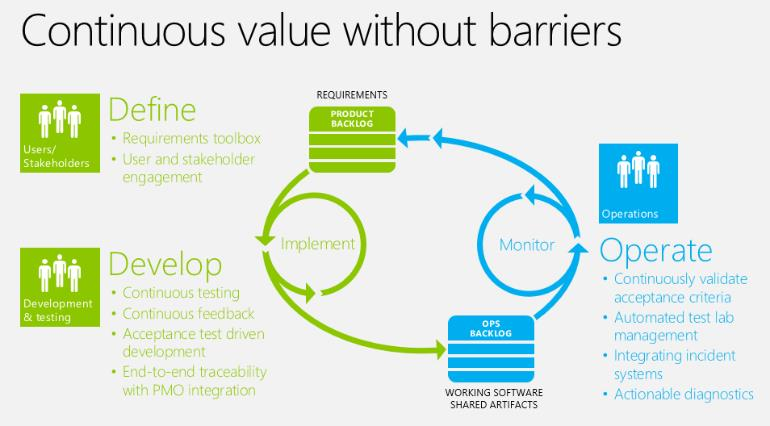 Continuous value without barriers
Users/
Stakeholders
Define
• Requirements toolbox
• User and stakeholder
engagement
REQUIREMENTS
PRODUCT
BACKLOG
Implement
Monitor
Operations
Development
& testing
Develop
• Continuous testing
• Continuous feedback
• Acceptance test driven
development
• End-to-end traceability
with PMO integration
OPS
BACKLOG
WORKING SOFTWARE
SHARED ARTIFACTS
Operate
• Continuously validate
acceptance criteria
• Automated test lab
management
• Integrating incident
systems
• Actionable diagnostics